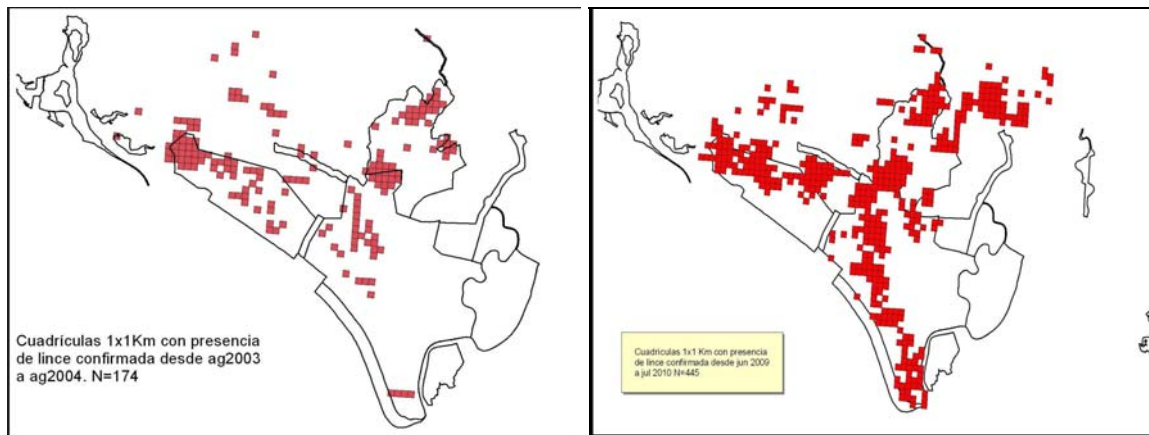 Cuadrículas 1x1Km con presencia
de lince confirmada desde ag2003
a ag2004. N=174
Cuadrículas 1x1 Km con presencia
de lince confirmada desde jun 2009
a jul 2010 N=445